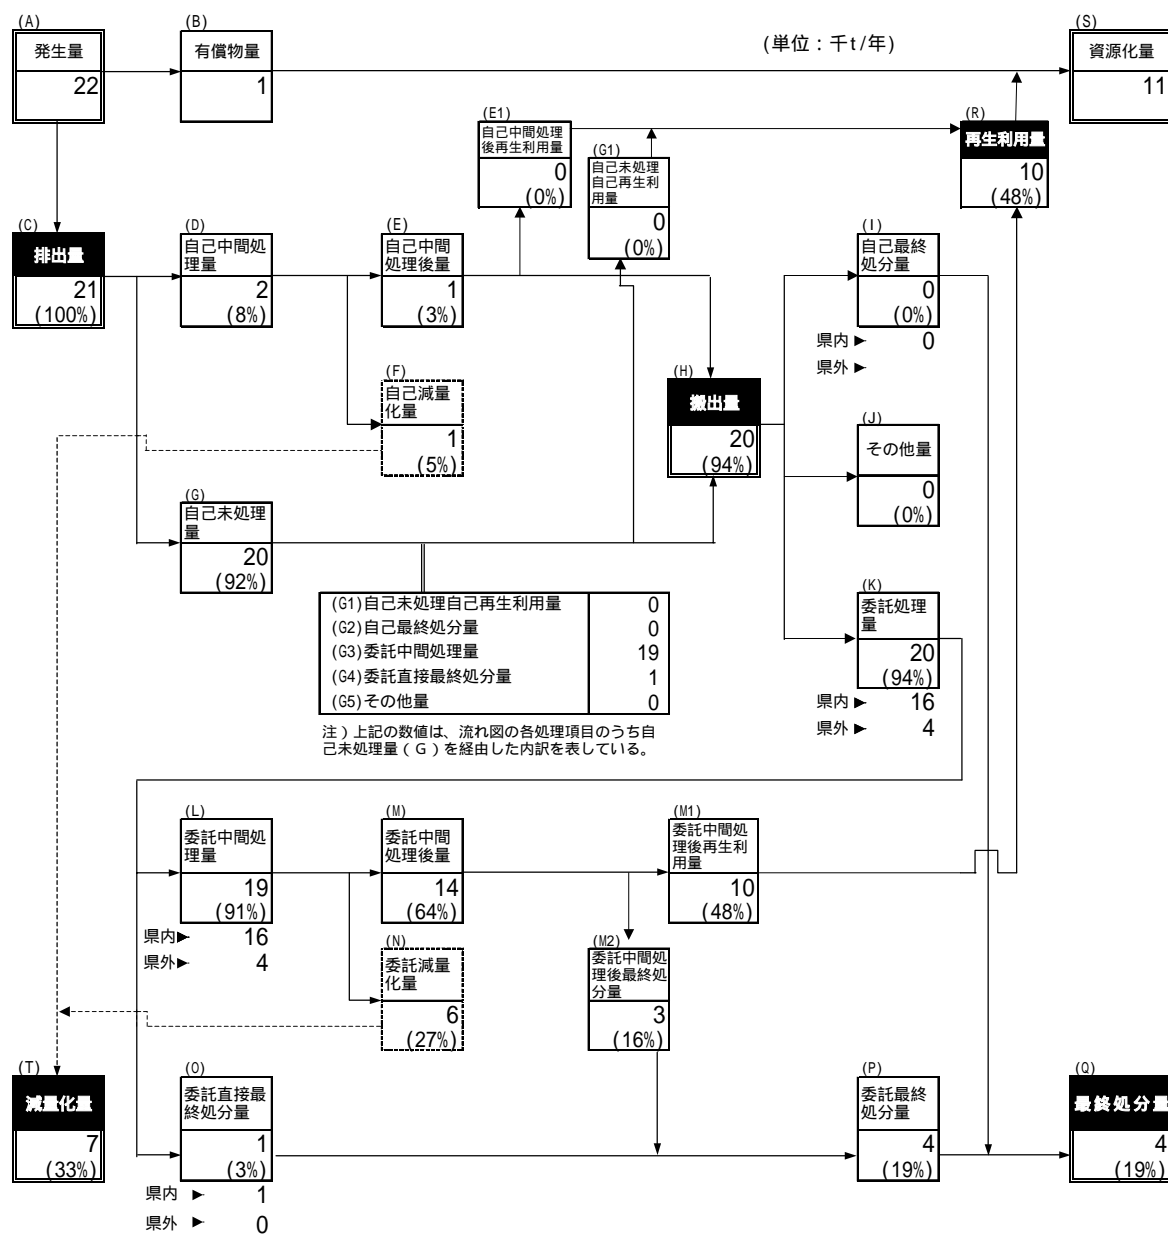 (A)
発生量
22
(B)
有償物量
1
(単位：千t/年)
(S)
資源化量
11
(E1)
自己中間処理
後再生利用量
0
(0%)
(G1)
自己未処理
自己再生利
用量
0
(0%)
(R)
再生利用量
10
(48%)
(C)
排出量
21
(100%)
(D)
自己中間処
理量
2
(8%)
(E)
自己中間
処理後量
1
(3%)
(I)
自己最終
処分量
0
(0%)
県内► 0
県外►
(F)
自己減量
化量
1
(5%)
(H)
搬出量
20
(94%)
(J)
その他量
0
(0%)
(G)
自己未処理
量
20
(92%)
(G1)自己未処理自己再生利用量 0
(G2)自己最終処分量 0
(G3)委託中間処理量 19
(G4)委託直接最終処分量 1
(G5)その他量 0
注）上記の数値は、流れ図の各処理項目のうち自
己未処理量（G）を経由した内訳を表している。
(K)
委託処理
量
20
(94%)
県内► 16
県外► 4
(L)
委託中間処
理量
19
(91%)
県内► 16
県外► 4
(M)
委託中間
処理後量
14
(64%)
(M1)
委託中間処
理後再生利
用量
10
(48%)
(N)
委託減量
化量
6
(27%)
(M2)
委託中間処
理後最終処
分量
3
(16%)
(T)
減量化量
7
(33%)
(O)
委託直接最
終処分量
1
(3%)
県内 ► 1
県外 ► 0
(P)
委託最終
処分量
4
(19%)
(Q)
最終処分量
4
(19%)